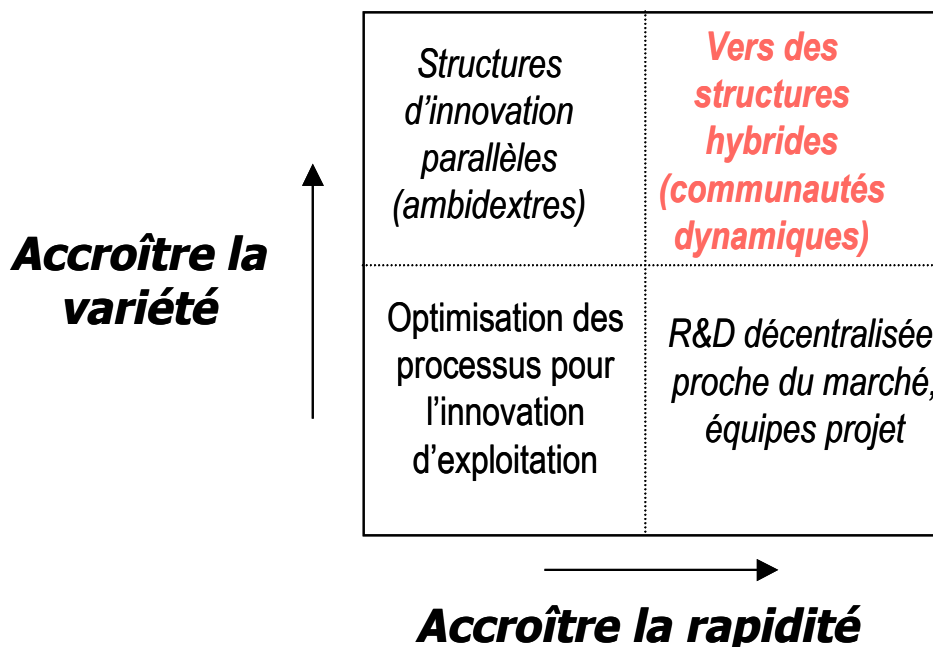 Structures
d'innovation
parallèles
(ambidextres)
Vers des
structures
hybrides
(communautés
dynamiques)
Accroître la
variété
Optimisation des
processus pour
l'innovation
d'exploitation
R&D décentralisée
proche du marché,
équipes projet
Accroître la rapidité